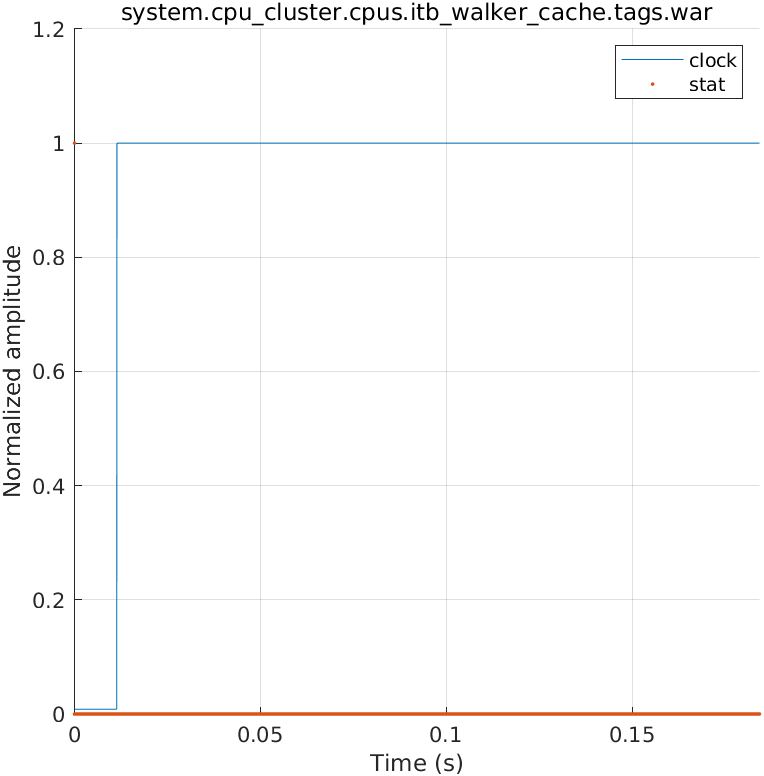 system.cpu_cluster.cpus.itb_walker_cache.tags.war
1.2
clock
stat
1
0.8
0.6
0.4
0.2
0
Normalized amplitude
0
0.05
0.1
0.15
Time (s)